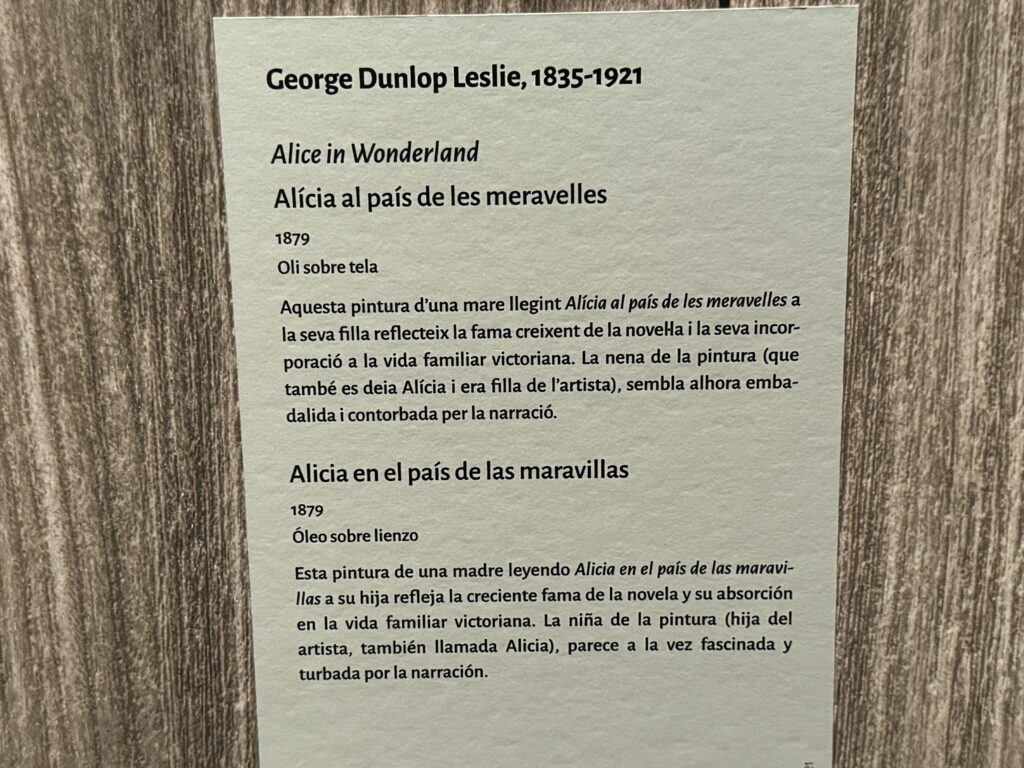 George Dunlop Leslie, 1835-1921
Alice in Wonderland
Alícia al país de les meravelles
1879
Oli sobre tela
Aquesta pintura d'una mare llegint Alícia al país de les meravelles a
la seva filla reflecteix la fama creixent de la novel·la i la seva incor-
poració a la vida familiar victoriana. La nena de la pintura (que
també es deia Alícia i era filla de l'artista), sembla alhora emba-
dalida i contorbada per la narració.
Alicia en el país de las maravillas
1879
Óleo sobre lienzo
Esta pintura de una madre leyendo Alicia en el país de las maravi-
llas a su hija refleja la creciente fama de la novela y su absorción
en la vida familiar victoriana. La niña de la pintura (hija del
artista, también llamada Alicia), parece a la vez fascinada y
turbada por la narración.